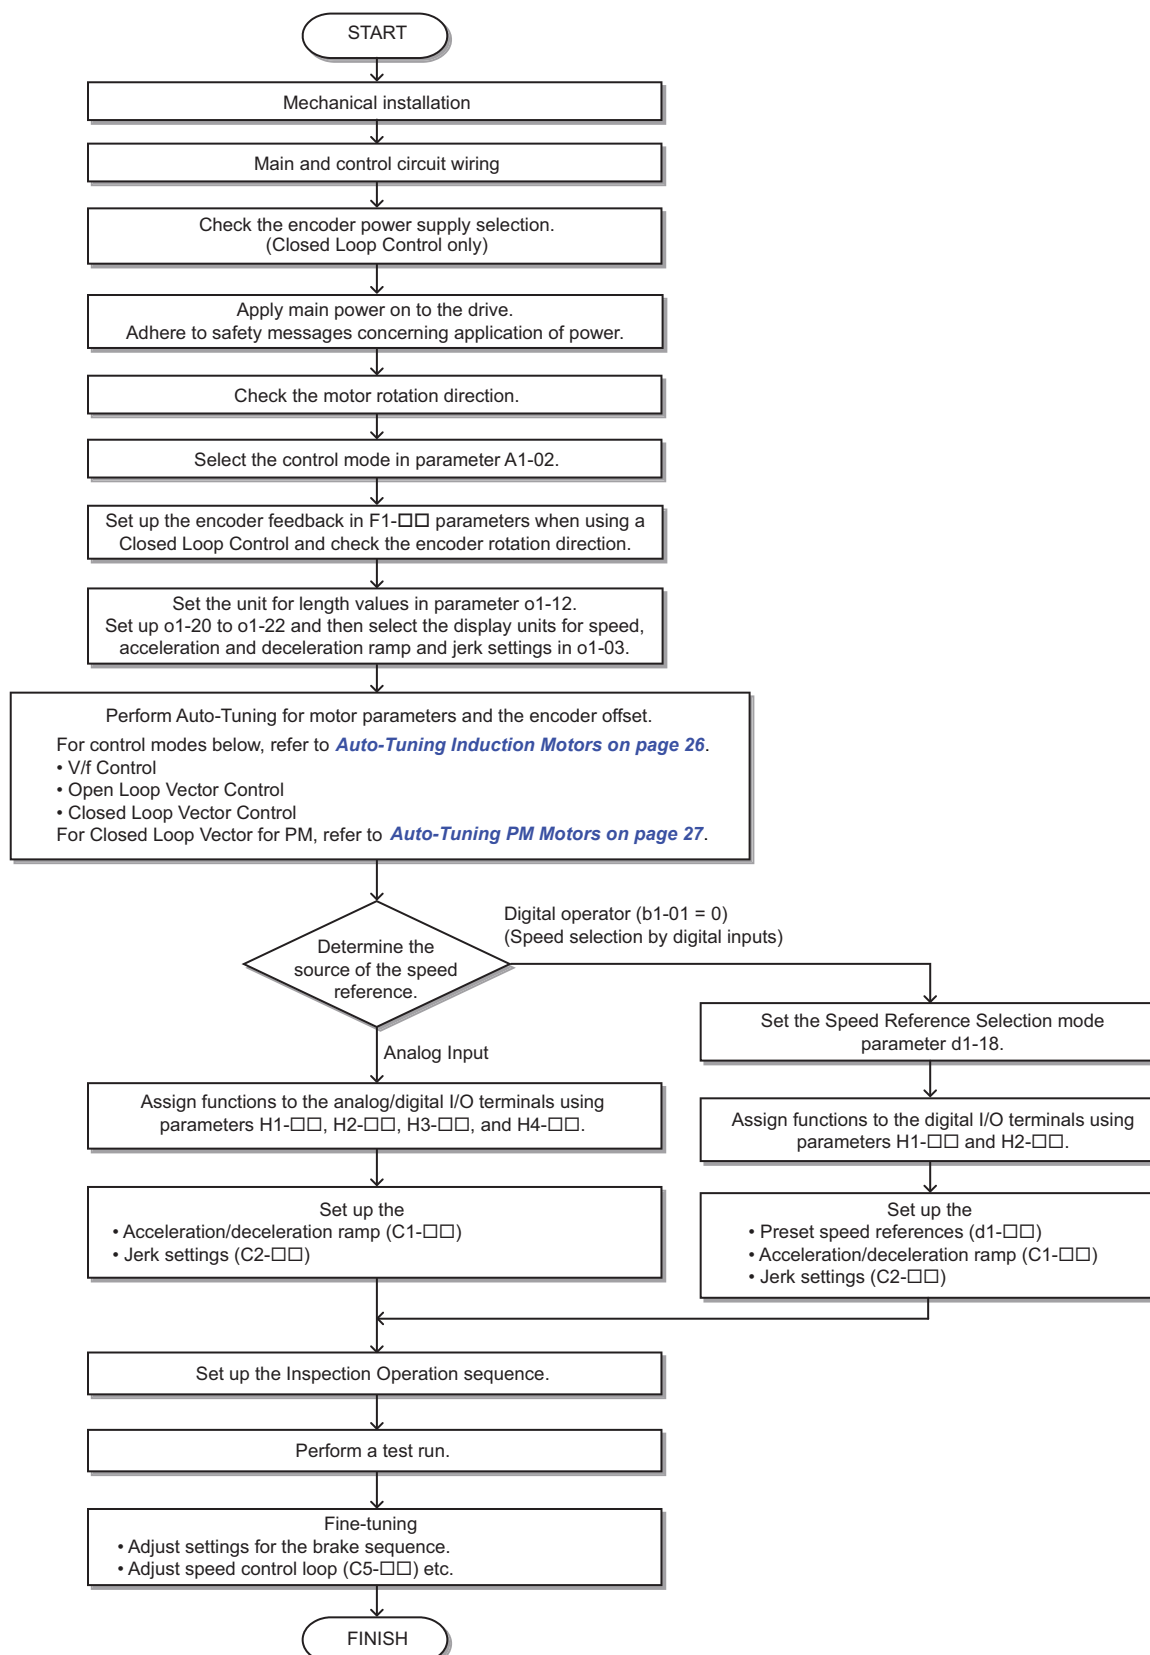 START
Mechanical installation
Main and control circuit wiring
Check the encoder power supply selection.
(Closed Loop Control only)
Apply main power on to the drive.
Adhere to safety messages concerning application of power.
Check the motor rotation direction.
Select the control mode in parameter A1-02.
Set up the encoder feedback in F1-□□ parameters when using a
Closed Loop Control and check the encoder rotation direction.
Set the unit for length values in parameter o1-12.
Set up o1-20 to o1-22 and then select the display units for speed,
acceleration and deceleration ramp and jerk settings in o1-03.
Perform Auto-Tuning for motor parameters and the encoder offset.
For control modes below, refer to Auto-Tuning Induction Motors on page 26.
• V/f Control
• Open Loop Vector Control
• Closed Loop Vector Control
For Closed Loop Vector for PM, refer to Auto-Tuning PM Motors on page 27.
Digital operator (b1-01 = 0)
(Speed selection by digital inputs)
Determine the
source of the speed
reference.
Analog Input
Set the Speed Reference Selection mode
parameter d1-18.
Assign functions to the analog/digital I/O terminals using
parameters H1-□□, H2-□□, H3-□□, and H4-□□.
Assign functions to the digital I/O terminals using
parameters H1-□□ and H2-□□.
Set up the
• Acceleration/deceleration ramp (C1-□□)
• Jerk settings (C2-□□)
Set up the
• Preset speed references (d1-□□)
• Acceleration/deceleration ramp (C1-□□)
• Jerk settings (C2-□□)
Set up the Inspection Operation sequence.
Perform a test run.
Fine-tuning
• Adjust settings for the brake sequence.
• Adjust speed control loop (C5-□□) etc.
FINISH